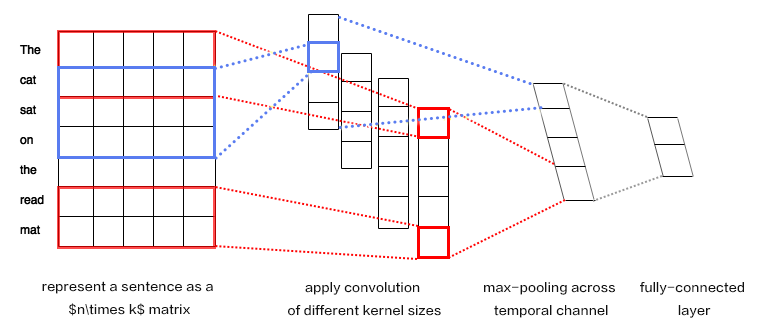 The
cat
sat
on
the
read
mat
represent a sentence as a
$n\times k$ matrix
apply convolution
of different kernel sizes
max-pooling across
temporal channel
fully-connected
layer